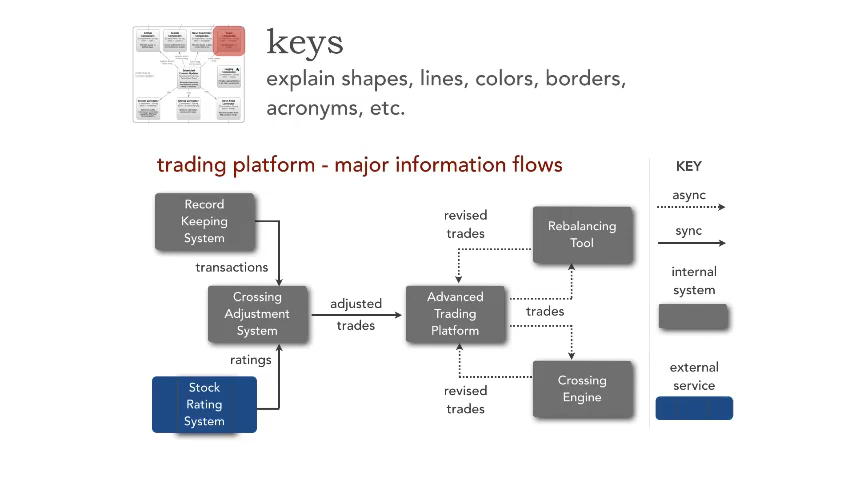 keys
explain shapes, lines, colors, borders,
acronyms, etc.
trading platform - major information flows
Record
Keeping
System
transactions
Crossing
Adjustment
System
ratings
Stock
Rating
System
adjusted
trades
revised
trades
Advanced
Trading
Platform
trades
revised
trades
Rebalancing
Tool
Crossing
Engine
KEY
async
sync
internal
system
external
service